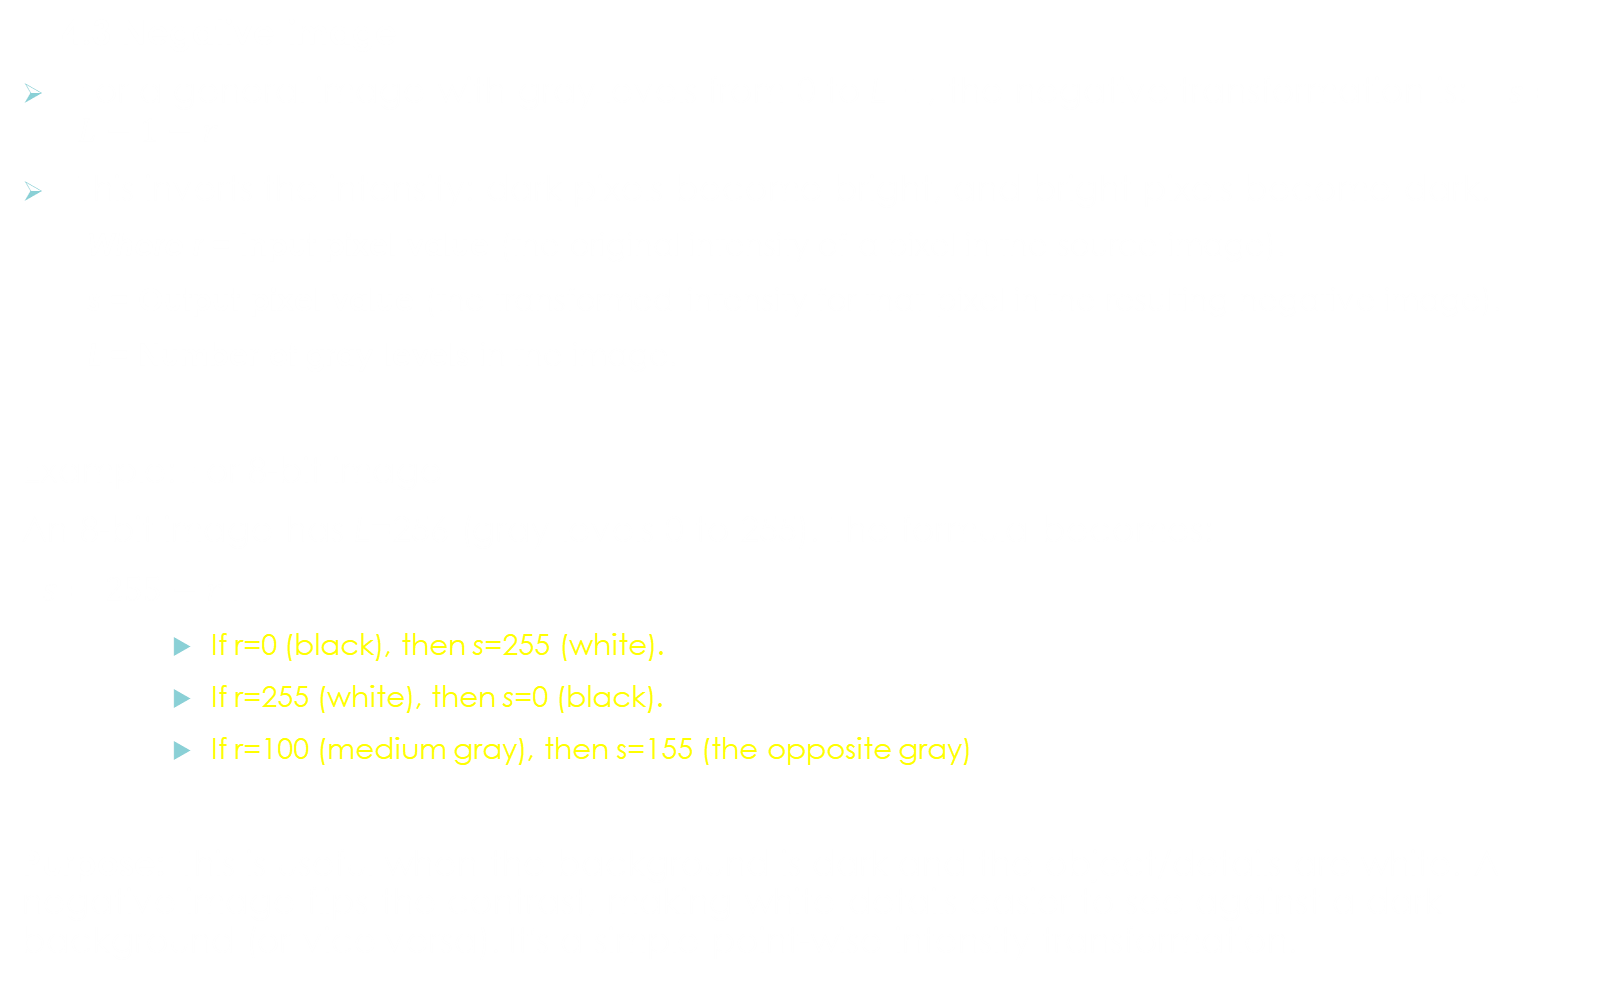 If r=0 (black), then s=255 (white).
If r=255 (white), then s=0 (black).
If r=100 (medium gray), then s=155 (the opposite gray)